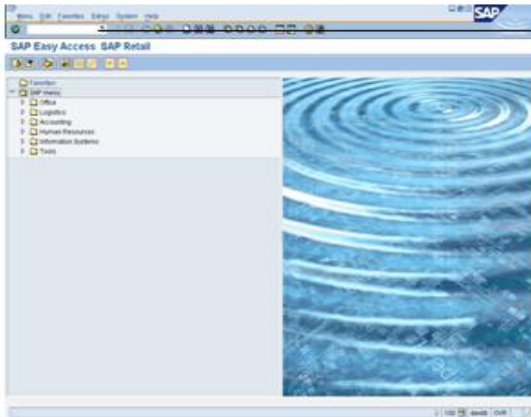 Menu Edit Favorites Extras System Help
SAP
SAP Easy Access SAP Retail
Favorites
SAP menu
Office
Logistics
Accounting
Human Resources
Information Systems
Tools
OVR